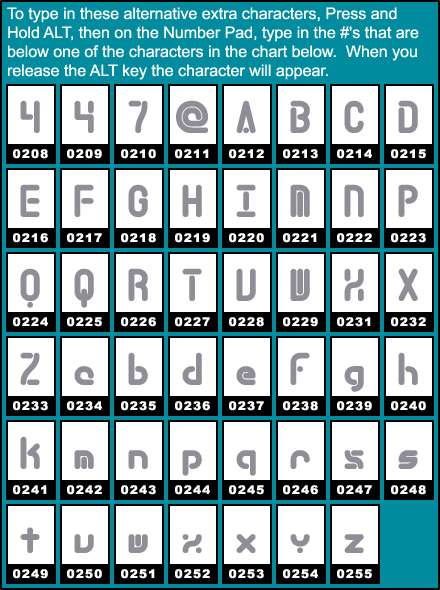 To type in these alternative extra characters, Press and
Hold ALT, then on the Number Pad, type in the #'s that are
below one of the characters in the chart below. When you
release the ALT key the character will appear.
4 4 7 @ A B C D
0208 0209 0210 0211 0212 0213 0214 0215
E F G H I M N P
0216 0217 0218 0219 0220 0221 0222 0223
Q Q R T U W X X
0224 0225 0226 0227 0228 0229 0231 0232
Z a b d e f g h
0233 0234 0235 0236 0237 0238 0239 0240
k m n p q r s s
0241 0242 0243 0244 0245 0246 0247 0248
t u w x x y z
0249 0250 0251 0252 0253 0254 0255